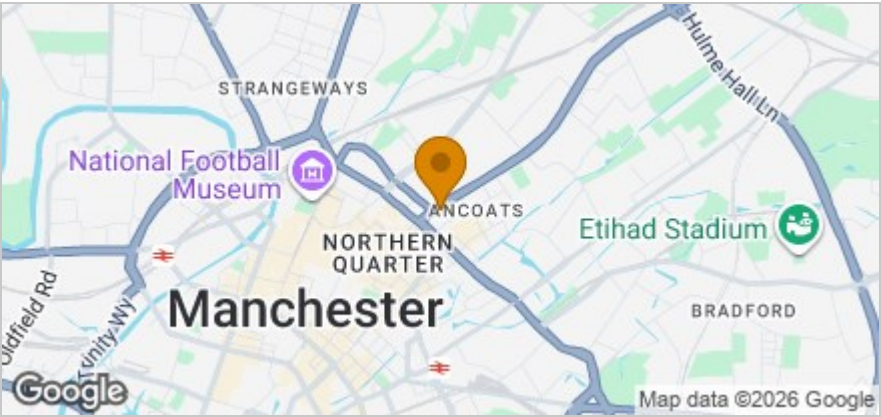 Hulme Hall Ln
STRANGEWAYS
National Football
Museum
ANCOATS
Etihad Stadium
NORTHERN
QUARTER
Oldfield Rd
Trinity Wy
Manchester
BRADFORD
Google
Map data ©2026 Google